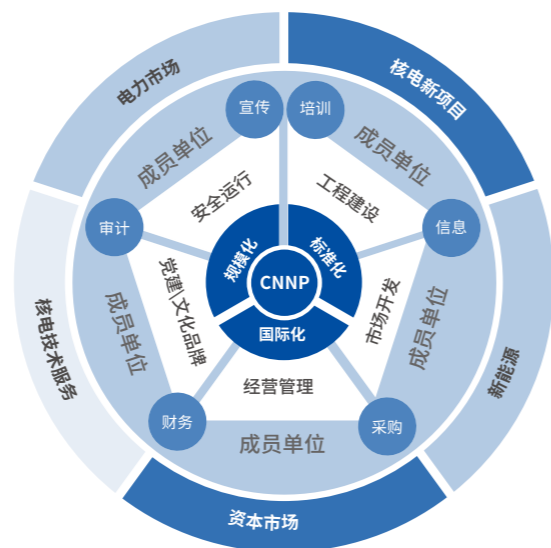 电力市场
核电新项目
宣传
培训
成员单位
成员单位
安全运行
工程建设
审计
信息
规模化
标准化
CNNP
国际化
党建\文化品牌
市场开发
成员单位
成员单位
核电技术服务
新能源
经营管理
财务
采购
成员单位
资本市场